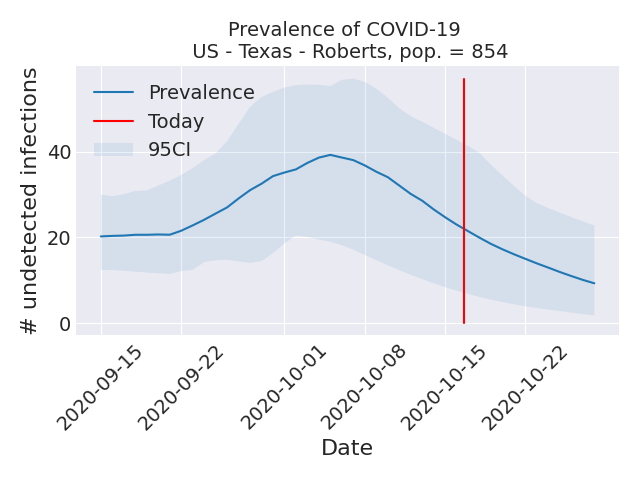 Prevalence of COVID-19
US - Texas - Roberts, pop. = 854
# undetected infections
Prevalence
Today
95CI
40
20
0
2020-09-15
2020-09-22
2020-10-01
2020-10-08
2020-10-15
2020-10-22
Date